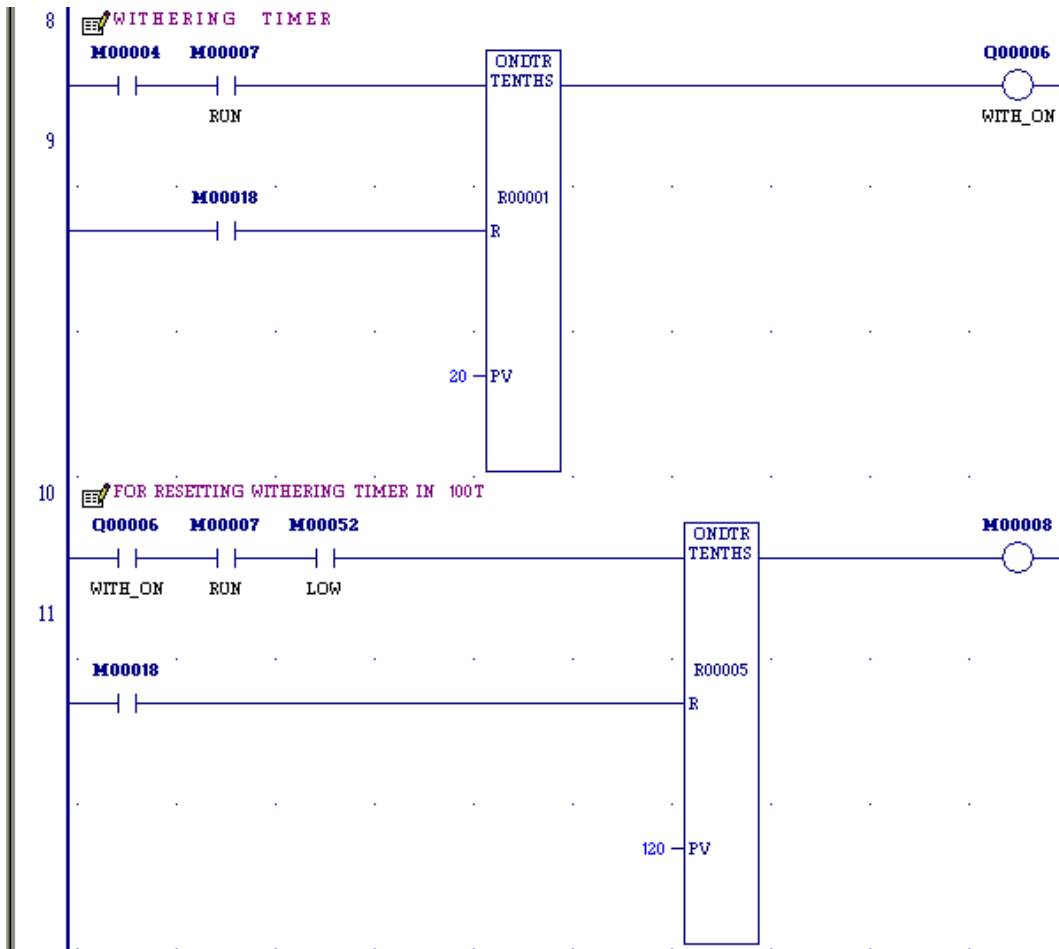 8 WITHERING TIMER
M00004 M00007 ONDTR Q00006
TENTHS
RUN WITH_ON
9
M00018 R00001
R
20 PV
10 FOR RESETTING WITHERING TIMER IN 100T
Q00006 M00007 M00052 ONDTR M00008
TENTHS
WITH_ON RUN LOW
11
M00018 R00005
R
120 PV